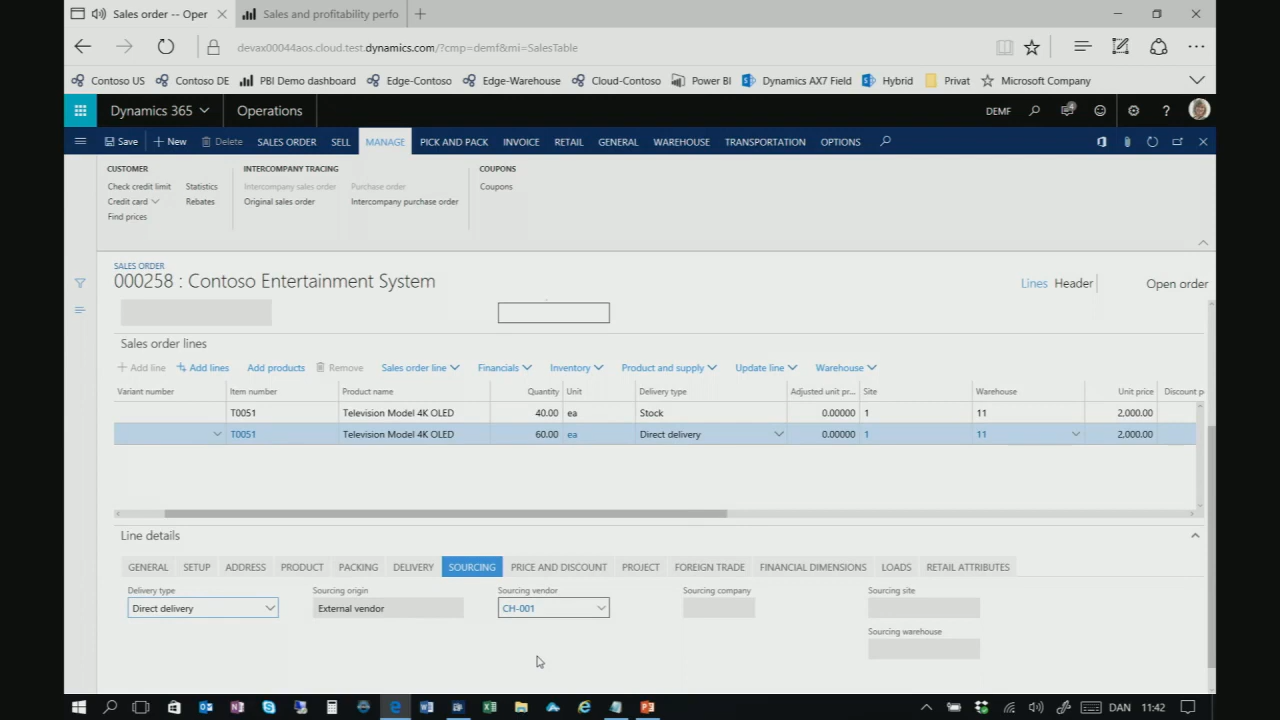 Sales order -- Oper
Sales and profitability perfo
devax00044aos.cloud.test.dynamics.com/?cmp=demf&mi=SalesTable
Contoso US Contoso DE PBI Demo dashboard Edge-Contoso Edge-Warehouse Cloud-Contoso Power BI Dynamics AX7 Field Hybrid Privat Microsoft Company
Dynamics 365 Operations DEMF
Save New Delete SALES ORDER SELL MANAGE PICK AND PACK INVOICE RETAIL GENERAL WAREHOUSE TRANSPORTATION OPTIONS
CUSTOMER INTERCOMPANY TRACING COUPONS
Check credit limit Statistics Intercompany sales order Purchase order Coupons
Credit card Rebates Original sales order Intercompany purchase order
Find prices
SALES ORDER
000258 : Contoso Entertainment System Lines Header Open order
Sales order lines
+ Add line Add lines Add products Remove Sales order line Financials Inventory Product and supply Update line Warehouse
Variant number Item number Product name Quantity Unit Delivery type Adjusted unit pr... Site Warehouse Unit price Discount p
T0051 Television Model 4K OLED 40.00 ea Stock 0.00000 1 11 2,000.00
T0051 Television Model 4K OLED 60.00 ea Direct delivery 0.00000 1 11 2,000.00
Line details
GENERAL SETUP ADDRESS PRODUCT PACKING DELIVERY SOURCING PRICE AND DISCOUNT PROJECT FOREIGN TRADE FINANCIAL DIMENSIONS LOADS RETAIL ATTRIBUTES
Delivery type Sourcing origin Sourcing vendor Sourcing company Sourcing site
Direct delivery External vendor CH-001
Sourcing warehouse
DAN 11:42